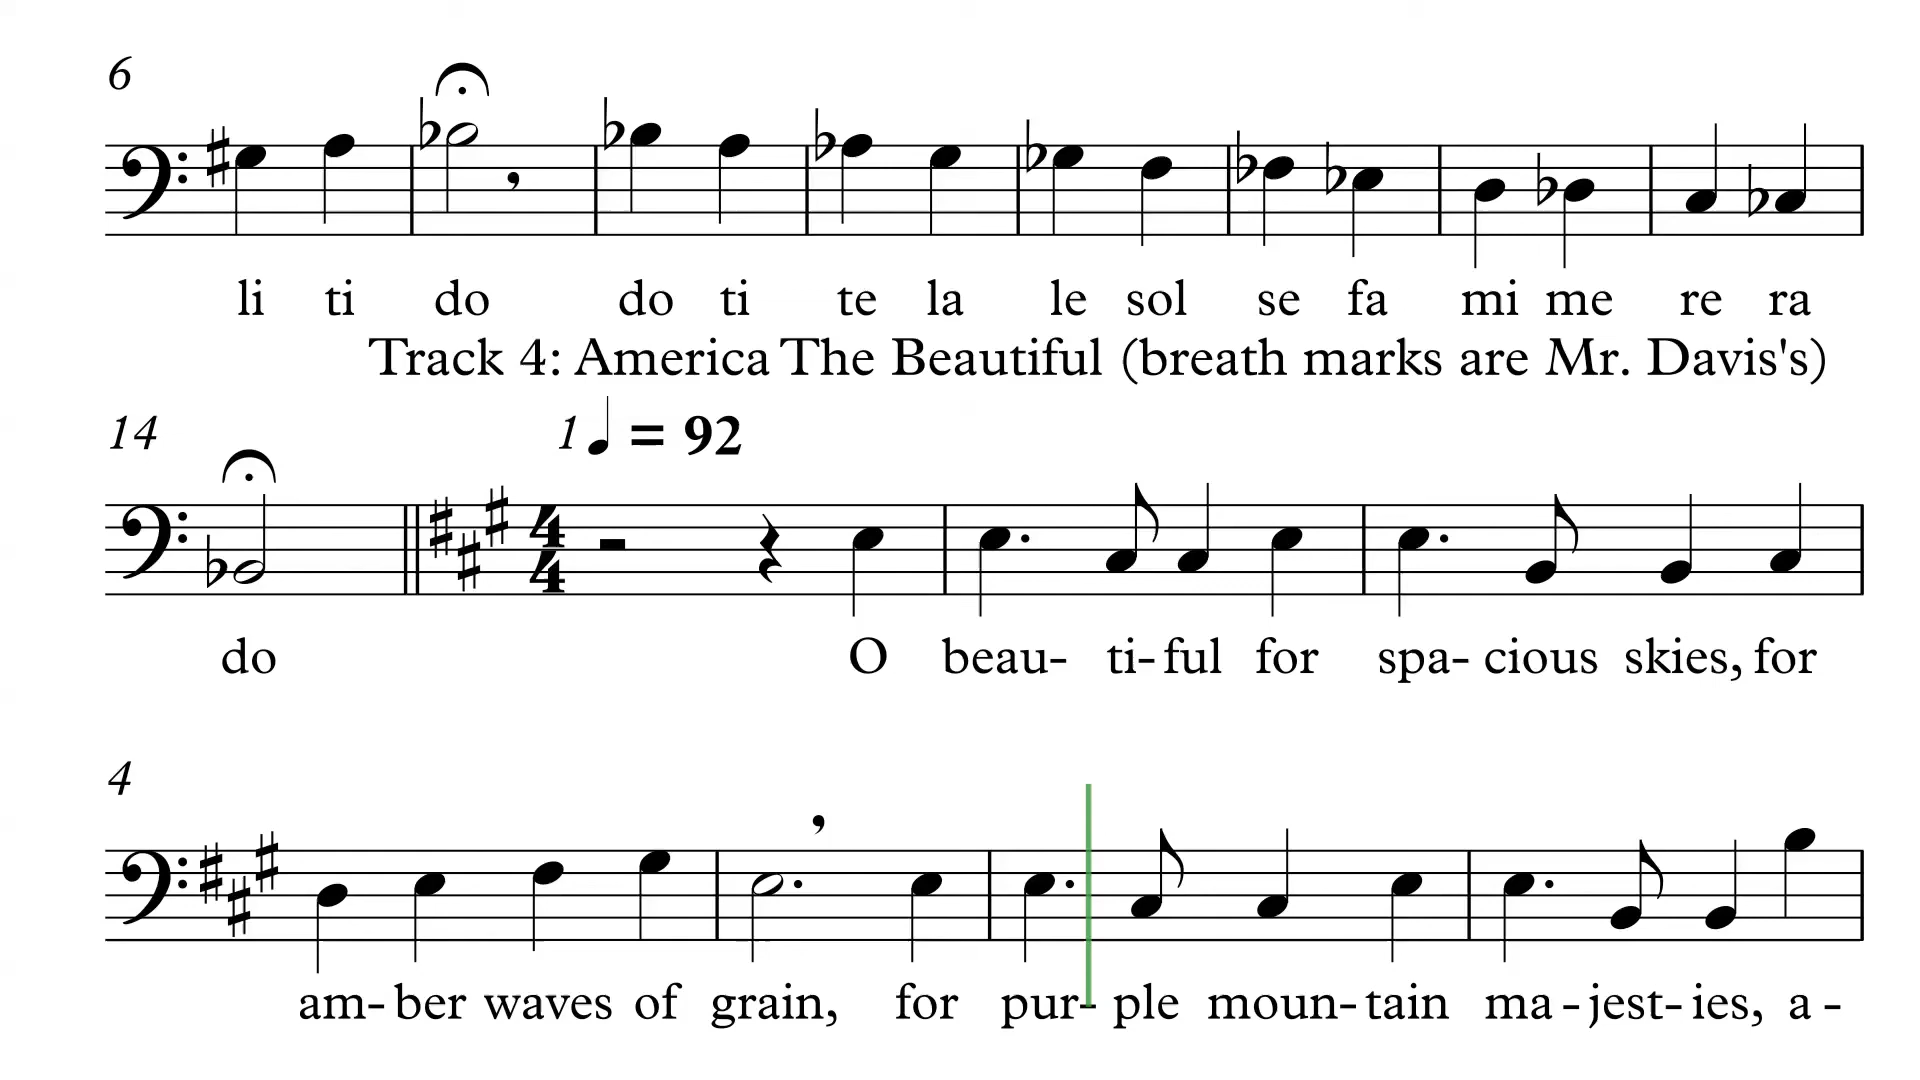 6
li ti do do ti te la le sol se fa mi me re ra
Track 4: America The Beautiful (breath marks are Mr. Davis's)
14 1 = 92
4
4
do O beau- ti- ful for spa- cious skies, for
4
am- ber waves of grain, for pur- ple moun- tain ma - jest- ies, a -